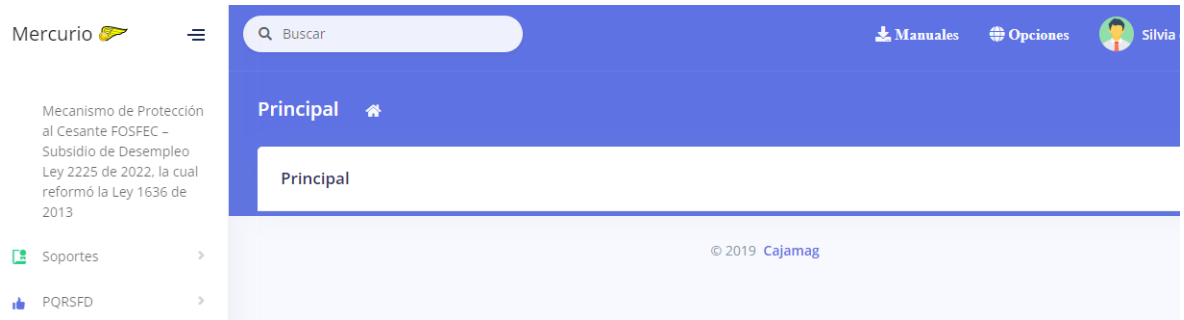 Mercurio
Buscar
Manuales
Opciones
Silvia
Mecanismo de Protección
al Cesante FOSFEC –
Subsidio de Desempleo
Ley 2225 de 2022, la cual
reformó la Ley 1636 de
2013
Soportes
PQRSFD
Principal
Principal
© 2019 Cajamag